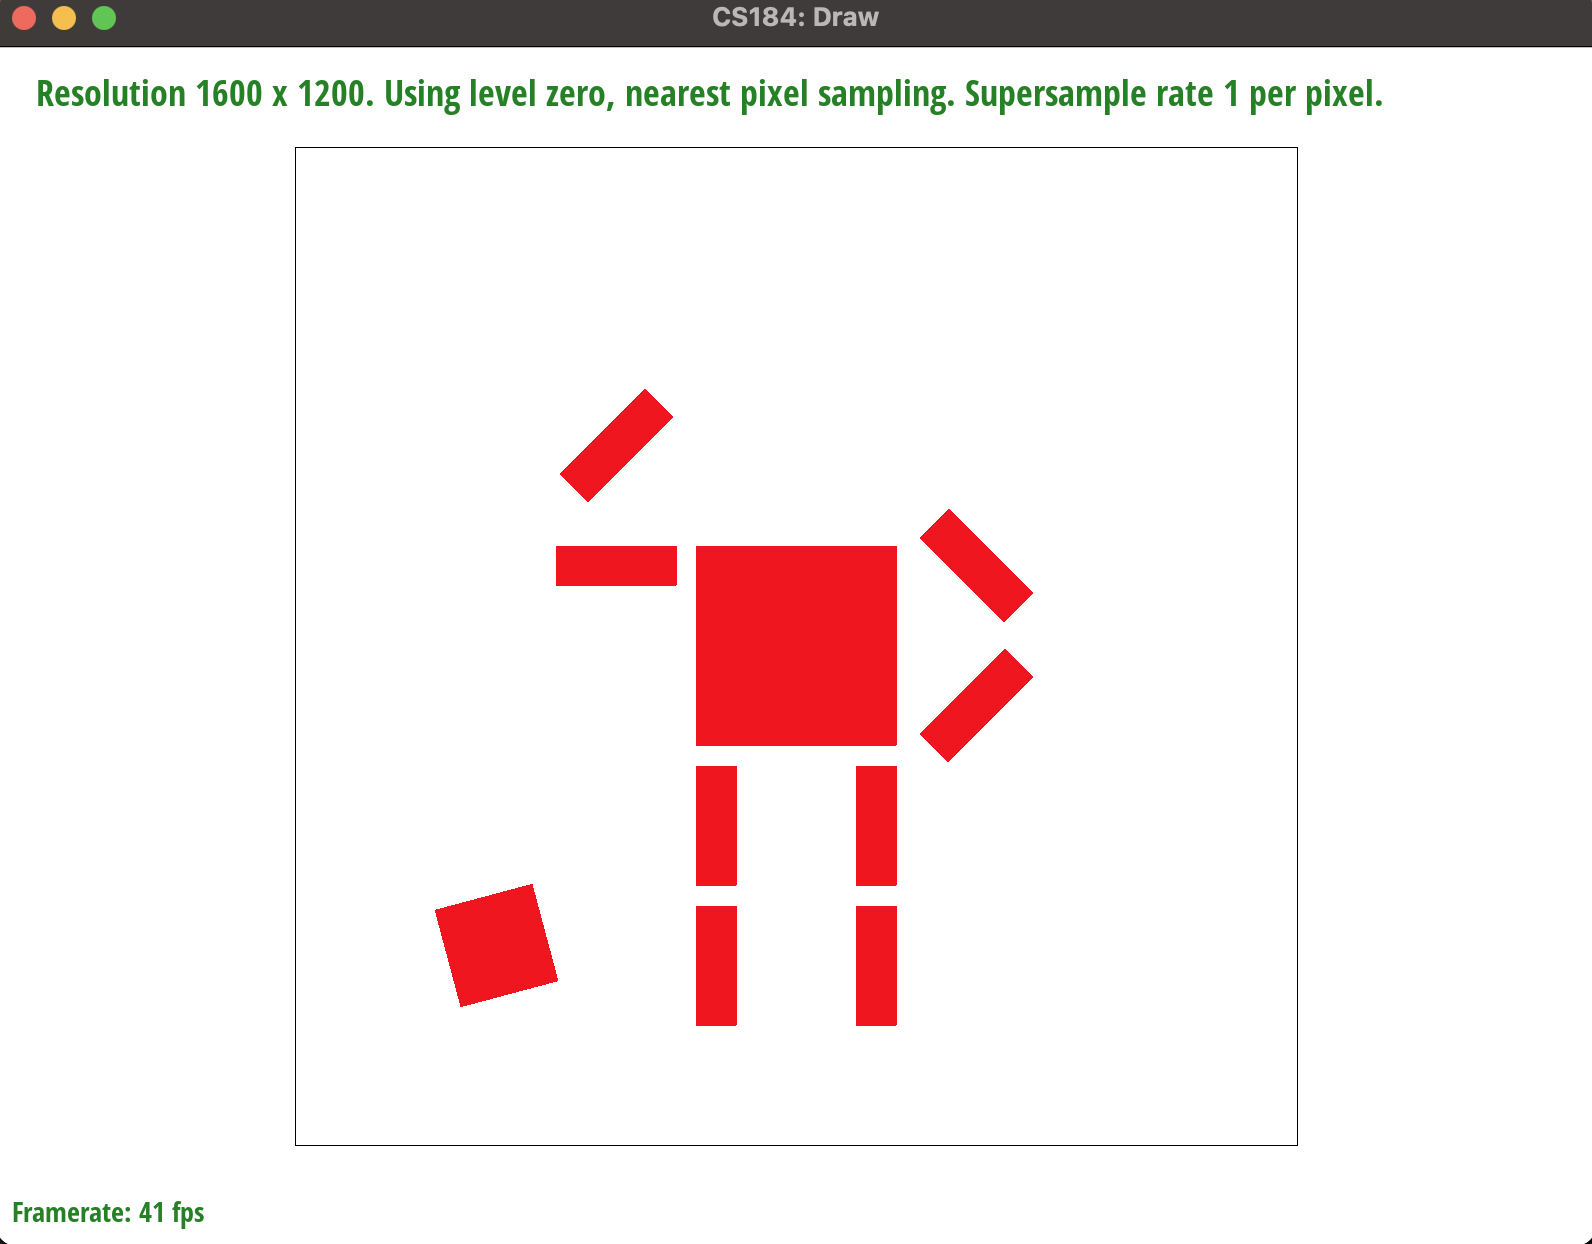 CS184: Draw
Resolution 1600 x 1200. Using level zero, nearest pixel sampling. Supersample rate 1 per pixel.
Framerate: 41 fps